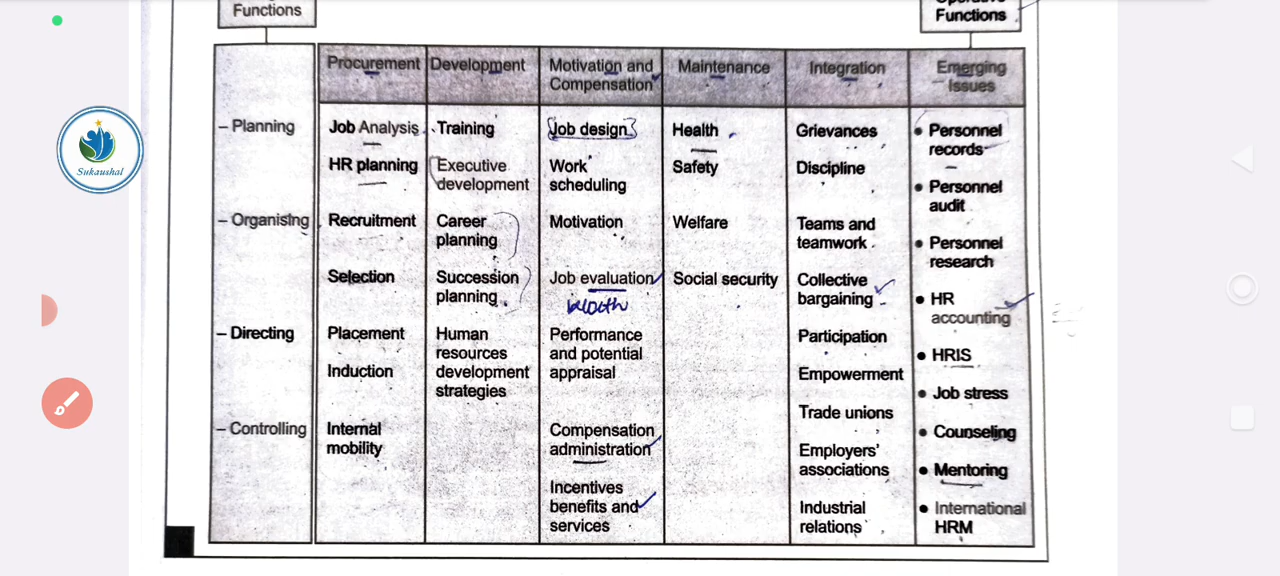 Functions
Operative
Functions
Procurement
Development
Motivation and
Compensation
Maintenance
Integration
Emerging
Issues
– Planning
– Organising
– Directing
– Controlling
Job Analysis
HR planning
Recruitment
Selection
Placement
Induction
Internal
mobility
Training
Executive
development
Career
planning
Succession
planning
Human
resources
development
strategies
Job design
Work
scheduling
Motivation
Job evaluation
Performance
and potential
appraisal
Compensation
administration
Incentives
benefits and
services
Health
Safety
Welfare
Social security
Grievances
Discipline
Teams and
teamwork
Collective
bargaining
Participation
Empowerment
Trade unions
Employers'
associations
Industrial
relations
• Personnel
records
• Personnel
audit
• Personnel
research
• HR
accounting
• HRIS
• Job stress
• Counseling
• Mentoring
• International
HRM
Sukaushal